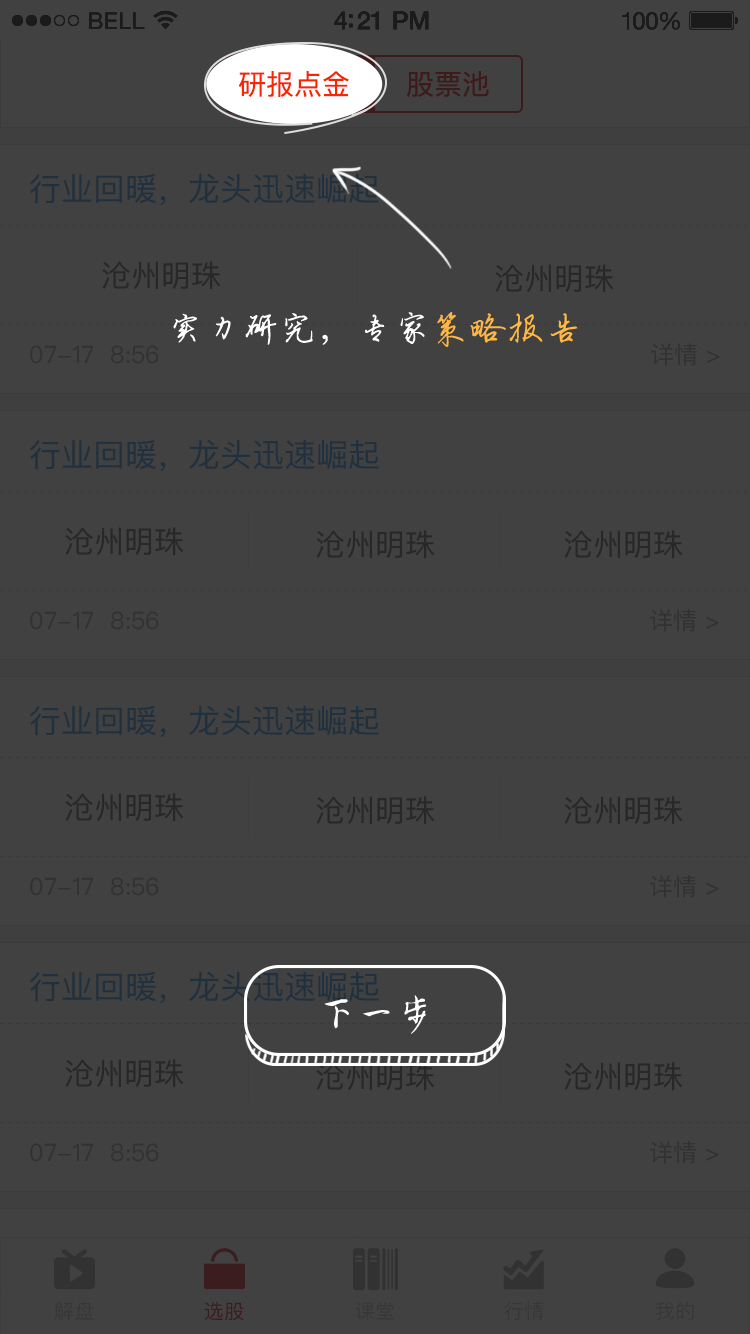 BELL 4:21 PM 100%
研报点金 股票池
行业回暖，龙头迅速崛起
沧州明珠 沧州明珠
实力研究，专家策略报告
07-17 8:56 详情 >
行业回暖，龙头迅速崛起
沧州明珠 沧州明珠 沧州明珠
07-17 8:56 详情 >
行业回暖，龙头迅速崛起
沧州明珠 沧州明珠 沧州明珠
07-17 8:56 详情 >
行业回暖，龙头迅速崛起
下一步
沧州明珠 沧州明珠 沧州明珠
07-17 8:56 详情 >
解盘 选股 课堂 行情 我的